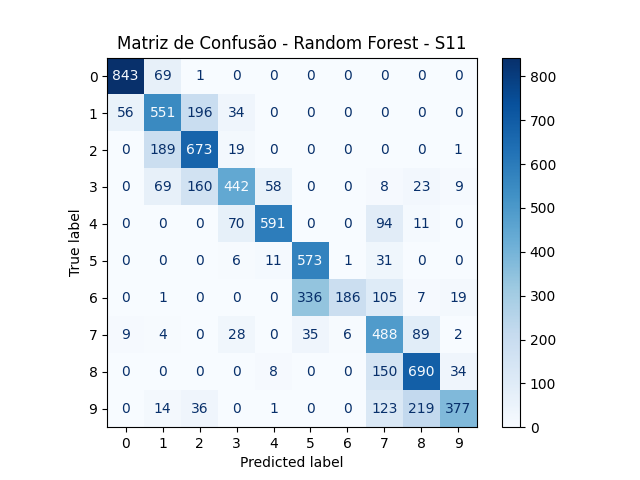 Matriz de Confusão - Random Forest - S11
0 843 69 1 0 0 0 0 0 0 0
1 56 551 196 34 0 0 0 0 0 0
2 0 189 673 19 0 0 0 0 0 1
3 0 69 160 442 58 0 0 8 23 9
4 0 0 0 70 591 0 0 94 11 0
5 0 0 0 6 11 573 1 31 0 0
6 0 1 0 0 0 336 186 105 7 19
7 9 4 0 28 0 35 6 488 89 2
8 0 0 0 0 8 0 0 150 690 34
9 0 14 36 0 1 0 0 123 219 377
0 1 2 3 4 5 6 7 8 9
Predicted label
True label
800
700
600
500
400
300
200
100
0